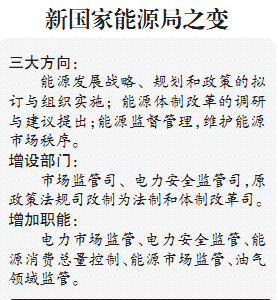 新国家能源局之变
三大方向：
能源发展战略、规划和政策的拟
订与组织实施；能源体制改革的调研
与建议提出；能源监督管理，维护能源
市场秩序。
增设部门：
市场监管司、电力安全监管司，原
政策法规司改制为法制和体制改革司。
增加职能：
电力市场监管、电力安全监管、能
源消费总量控制、能源市场监管、油气
领域监管。